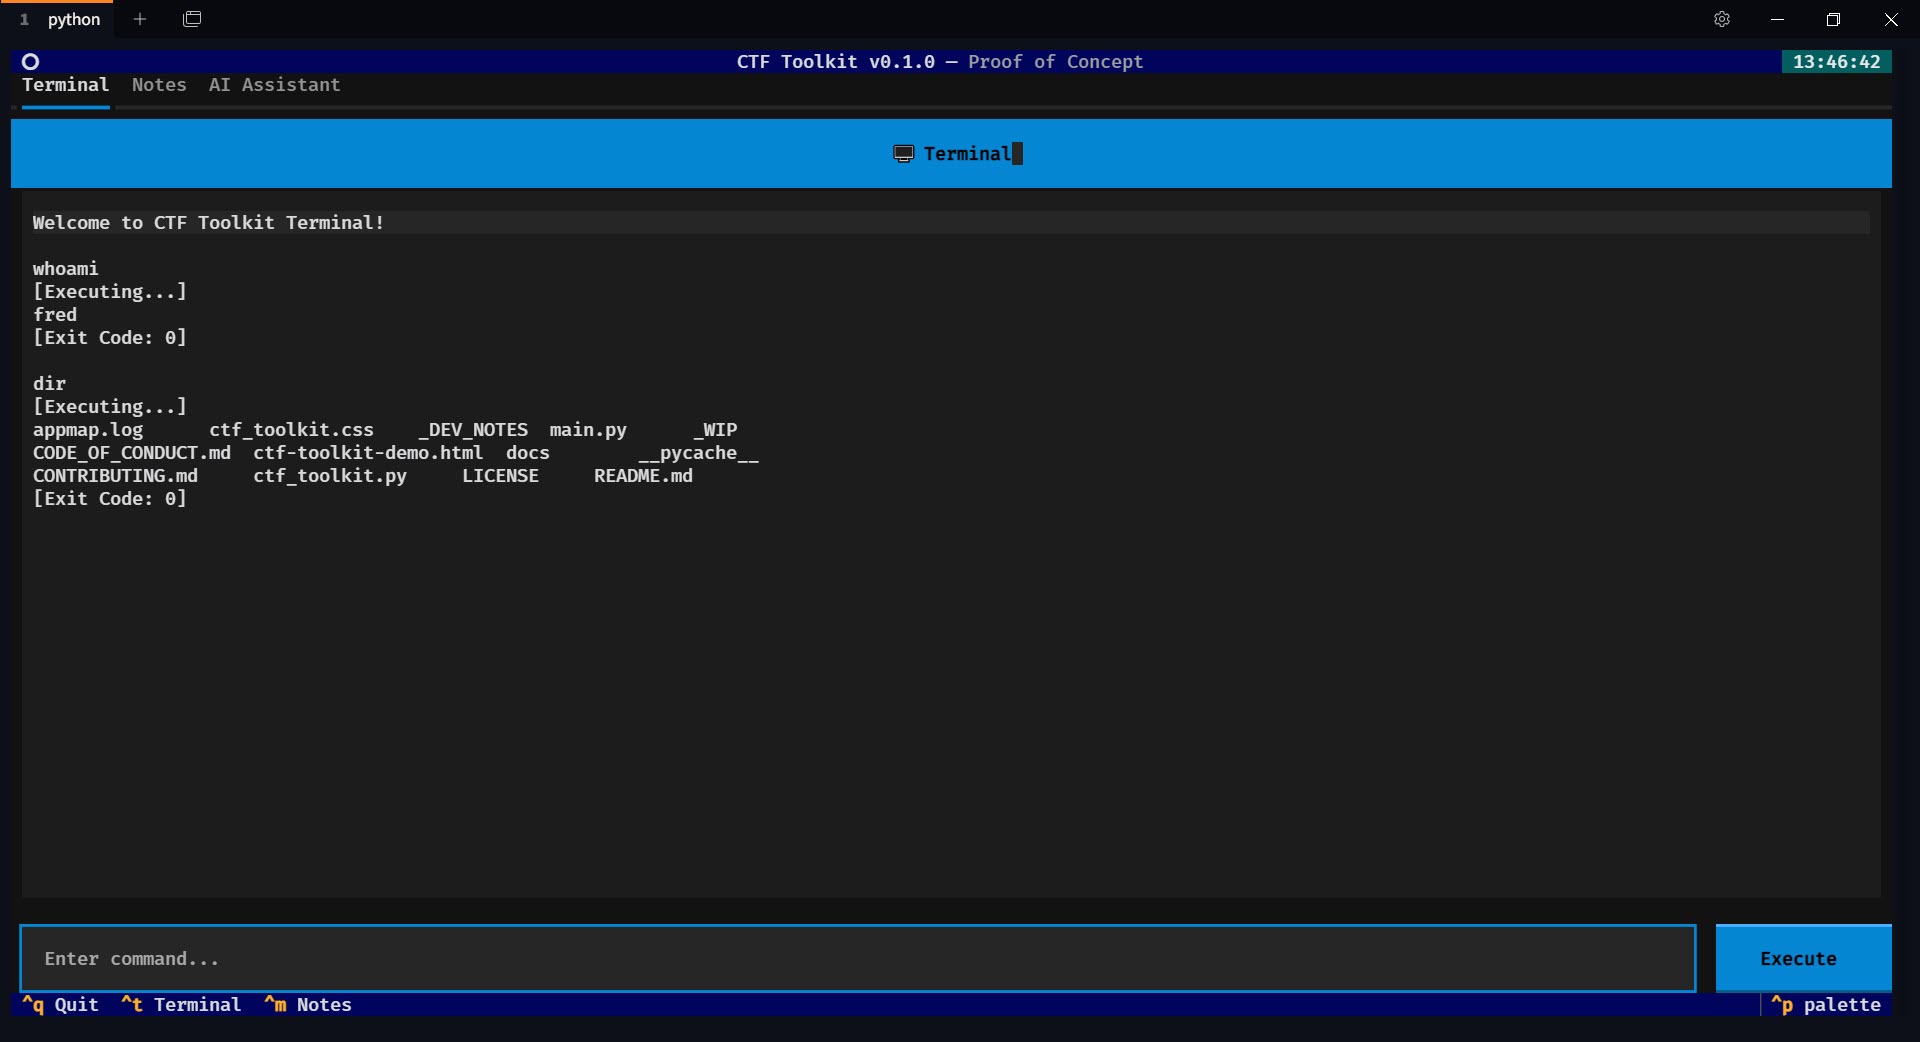 1 python
CTF Toolkit v0.1.0 — Proof of Concept 13:46:42
Terminal Notes AI Assistant
Terminal
Welcome to CTF Toolkit Terminal!
whoami
[Executing...]
fred
[Exit Code: 0]
dir
[Executing...]
appmap.log ctf_toolkit.css _DEV_NOTES main.py _WIP
CODE_OF_CONDUCT.md ctf-toolkit-demo.html docs __pycache__
CONTRIBUTING.md ctf_toolkit.py LICENSE README.md
[Exit Code: 0]
Enter command... Execute
^q Quit ^t Terminal ^m Notes ^p palette